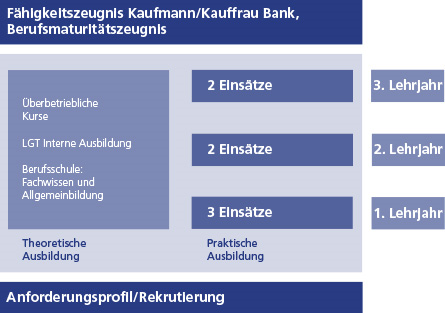 Fähigkeitszeugnis Kaufmann/Kauffrau Bank,
Berufsmaturitätszeugnis
Überbetriebliche
Kurse
LGT Interne Ausbildung
Berufsschule:
Fachwissen und
Allgemeinbildung
Theoretische
Ausbildung
2 Einsätze
3. Lehrjahr
2 Einsätze
2. Lehrjahr
3 Einsätze
1. Lehrjahr
Praktische
Ausbildung
Anforderungsprofil/Rekrutierung